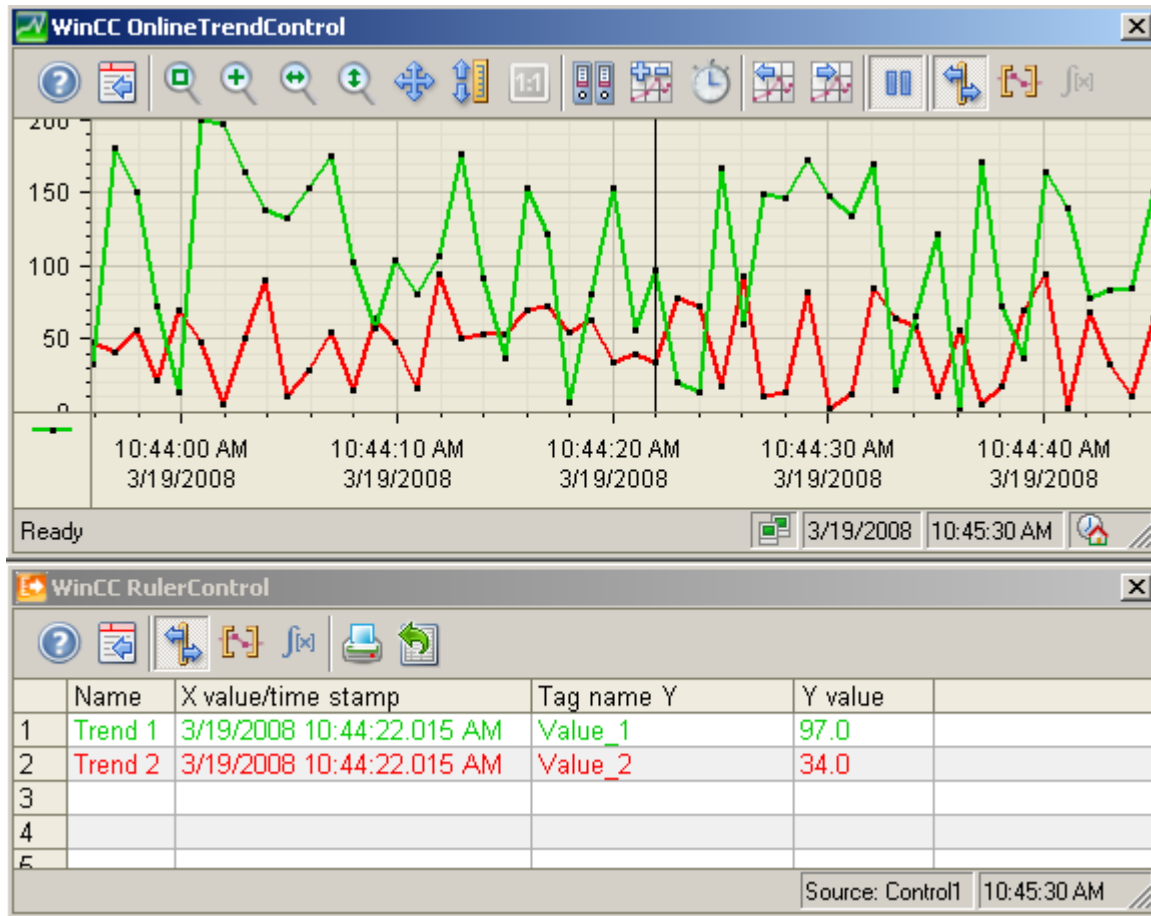 WinCC OnlineTrendControl
1:1
∫[x]
200
150
100
50
0
10:44:00 AM 10:44:10 AM 10:44:20 AM 10:44:30 AM 10:44:40 AM
3/19/2008 3/19/2008 3/19/2008 3/19/2008 3/19/2008
Ready 3/19/2008 10:45:30 AM
WinCC RulerControl
∫[x]
Name X value/time stamp Tag name Y Y value
1 Trend 1 3/19/2008 10:44:22.015 AM Value_1 97.0
2 Trend 2 3/19/2008 10:44:22.015 AM Value_2 34.0
3
4
5
Source: Control1 10:45:30 AM